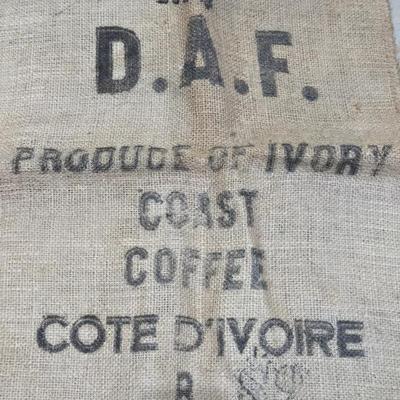 D.A.F.
PRODUCE OF IVORY
COAST
COFFEE
COTE D'IVOIRE